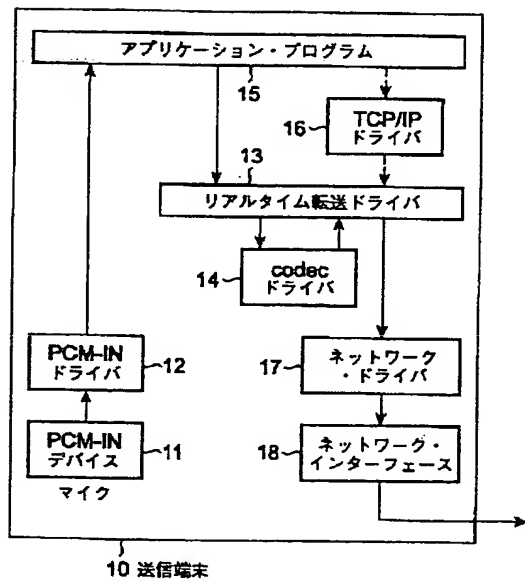 アプリケーション・プログラム
15
16
TCP/IP
ドライバ
13
リアルタイム転送ドライバ
14
codec
ドライバ
PCM-IN
ドライバ
12
17
ネットワーク
・ドライバ
PCM-IN
デバイス
11
18
ネットワーク・
インターフェース
マイク
10 送信端末